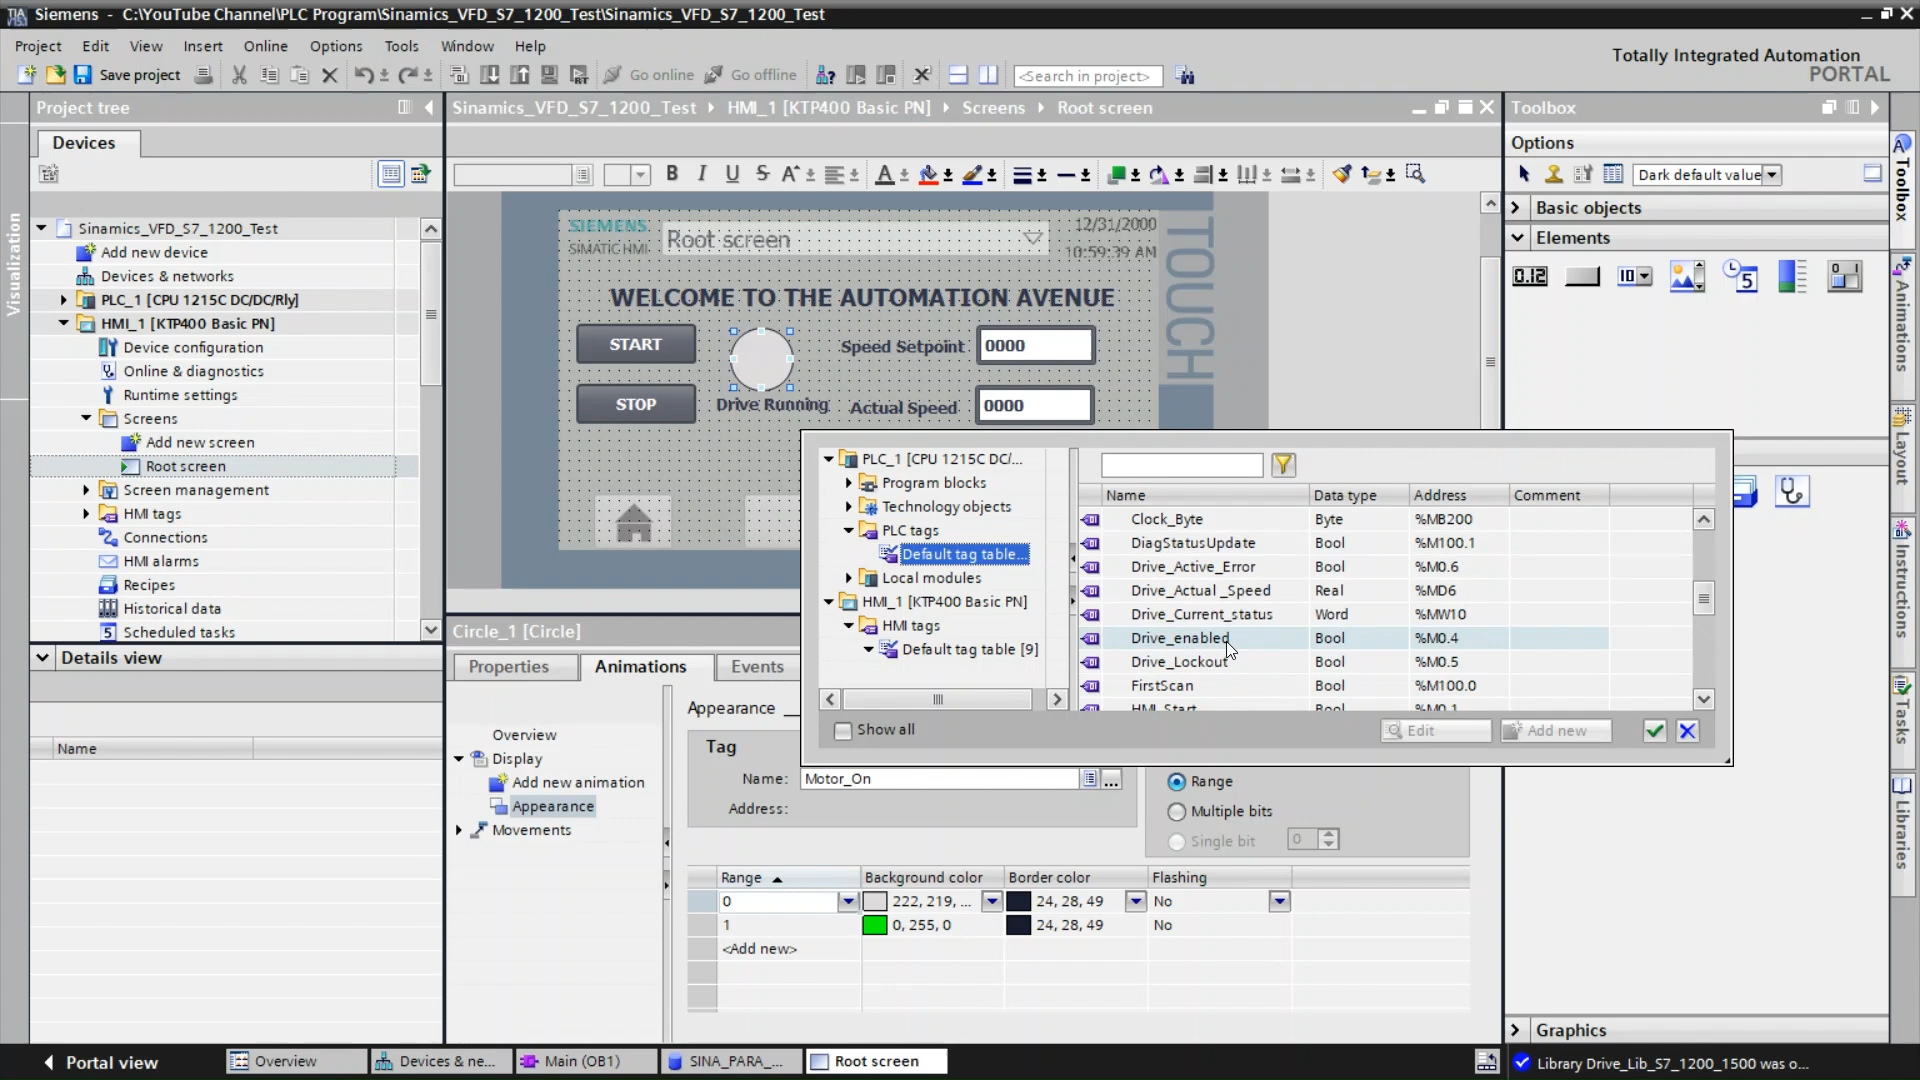 Siemens - C:\YouTube Channel\PLC Program\Sinamics_VFD_S7_1200_Test\Sinamics_VFD_S7_1200_Test
Project Edit View Insert Online Options Tools Window Help
Totally Integrated Automation
PORTAL
Save project
Go online
Go offline
<Search in project>
Project tree
Sinamics_VFD_S7_1200_Test
HMI_1 [KTP400 Basic PN]
Screens
Root screen
Toolbox
Devices
Options
Dark default value
Basic objects
Elements
Visualization
Sinamics_VFD_S7_1200_Test
Add new device
Devices & networks
PLC_1 [CPU 1215C DC/DC/Rly]
HMI_1 [KTP400 Basic PN]
Device configuration
Online & diagnostics
Runtime settings
Screens
Add new screen
Root screen
Screen management
HMI tags
Connections
HMI alarms
Recipes
Historical data
Scheduled tasks
SIEMENS
SIMATIC HMI
Root screen
12/31/2000
10:59:39 AM
TOUCH
WELCOME TO THE AUTOMATION AVENUE
START
Speed Setpoint
0000
STOP
Drive Running
Actual Speed
0000
PLC_1 [CPU 1215C DC/...
Program blocks
Technology objects
PLC tags
Default tag table...
Local modules
HMI_1 [KTP400 Basic PN]
HMI tags
Default tag table [9]
Name Data type Address Comment
Clock_Byte Byte %MB200
DiagStatusUpdate Bool %M100.1
Drive_Active_Error Bool %M0.6
Drive_Actual _Speed Real %MD6
Drive_Current_status Word %MW10
Drive_enabled Bool %M0.4
Drive_Lockout Bool %M0.5
FirstScan Bool %M100.0
HMI_Start Bool %M0.1
Show all
Edit
Add new
Toolbox
Animations
Layout
Instructions
Tasks
Libraries
Details view
Name
Circle_1 [Circle]
Properties
Animations
Events
Overview
Display
Add new animation
Appearance
Movements
Appearance
Tag
Name: Motor_On
Address:
Range
Multiple bits
Single bit 0
Range Background color Border color Flashing
0 222, 219, ... 24, 28, 49 No
1 0, 255, 0 24, 28, 49 No
<Add new>
Graphics
Portal view
Overview
Devices & ne...
Main (OB1)
SINA_PARA_...
Root screen
Library Drive_Lib_S7_1200_1500 was o...